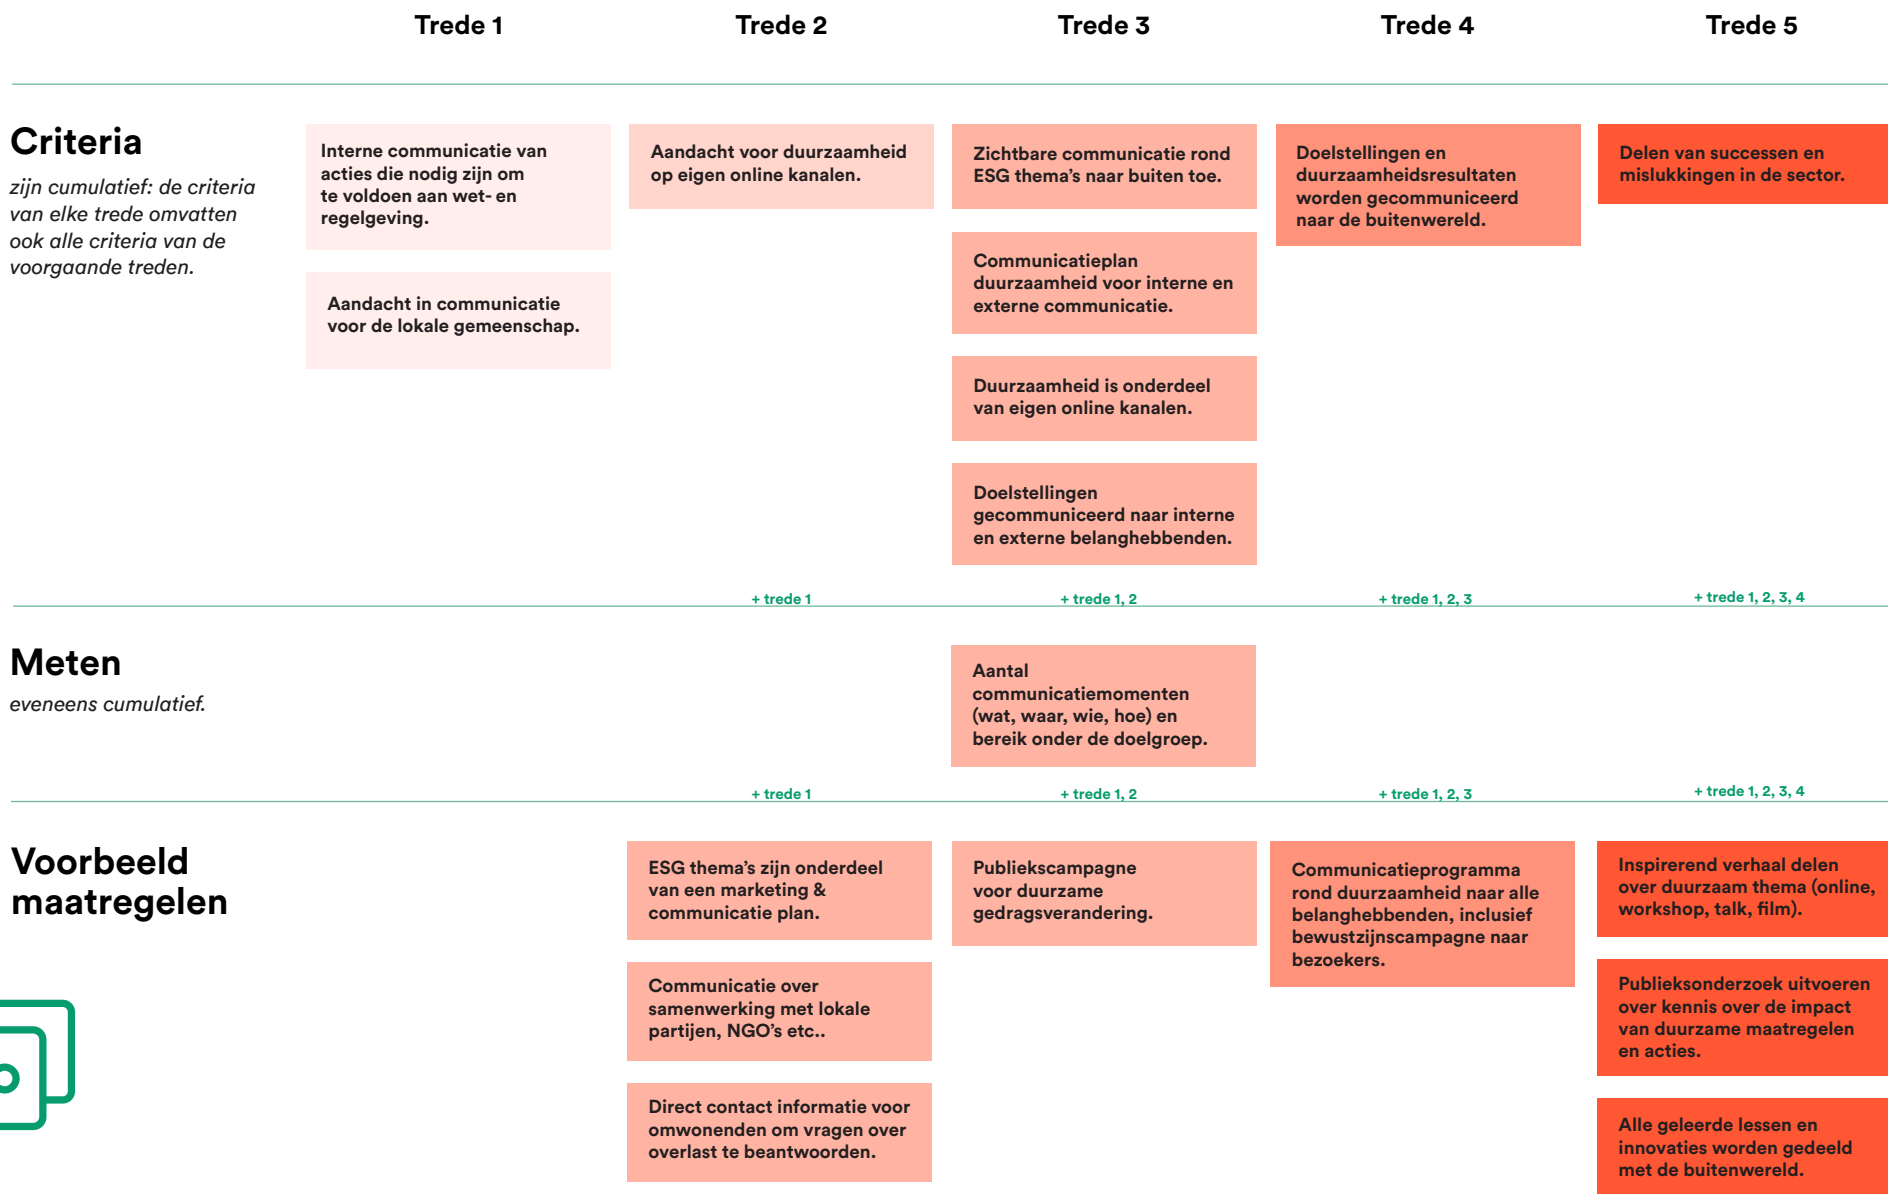 Trede 1
Trede 2
Trede 3
Trede 4
Trede 5
Criteria
zijn cumulatief: de criteria
van elke trede omvatten
ook alle criteria van de
voorgaande treden.
Interne communicatie van
acties die nodig zijn om
te voldoen aan wet- en
regelgeving.
Aandacht in communicatie
voor de lokale gemeenschap.
Aandacht voor duurzaamheid
op eigen online kanalen.
Zichtbare communicatie rond
ESG thema's naar buiten toe.
Communicatieplan
duurzaamheid voor interne en
externe communicatie.
Duurzaamheid is onderdeel
van eigen online kanalen.
Doelstellingen
gecommuniceerd naar interne
en externe belanghebbenden.
Doelstellingen en
duurzaamheidsresultaten
worden gecommuniceerd
naar de buitenwereld.
Delen van successen en
mislukkingen in de sector.
+ trede 1
+ trede 1, 2
+ trede 1, 2, 3
+ trede 1, 2, 3, 4
Meten
eveneens cumulatief.
Aantal
communicatiemomenten
(wat, waar, wie, hoe) en
bereik onder de doelgroep.
+ trede 1
+ trede 1, 2
+ trede 1, 2, 3
+ trede 1, 2, 3, 4
Voorbeeld
maatregelen
ESG thema's zijn onderdeel
van een marketing &
communicatie plan.
Communicatie over
samenwerking met lokale
partijen, NGO's etc..
Direct contact informatie voor
omwonenden om vragen over
overlast te beantwoorden.
Publiekscampagne
voor duurzame
gedragsverandering.
Communicatieprogramma
rond duurzaamheid naar alle
belanghebbenden, inclusief
bewustzijnscampagne naar
bezoekers.
Inspirerend verhaal delen
over duurzaam thema (online,
workshop, talk, film).
Publieksonderzoek uitvoeren
over kennis over de impact
van duurzame maatregelen
en acties.
Alle geleerde lessen en
innovaties worden gedeeld
met de buitenwereld.